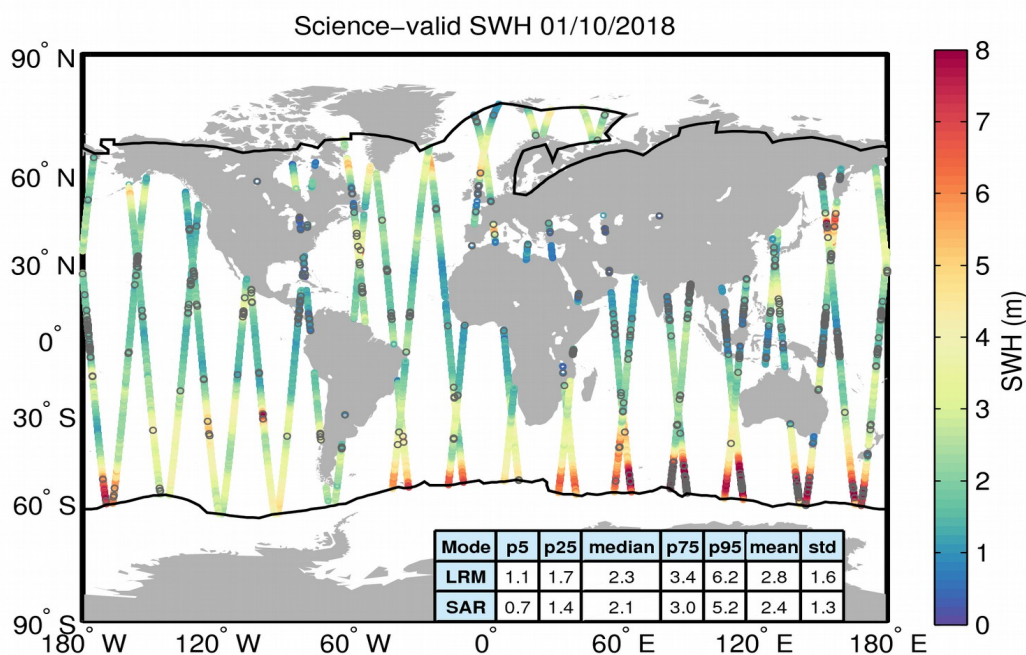 Science−valid SWH 01/10/2018
90° N
60° N
30° N
0°
30° S
60° S
90° S
180° W
120° W
60° W
0°
60° E
120° E
180° E
Mode p5 p25 median p75 p95 mean std
LRM 1.1 1.7 2.3 3.4 6.2 2.8 1.6
SAR 0.7 1.4 2.1 3.0 5.2 2.4 1.3
8
7
6
5
4
3
2
1
0
SWH (m)